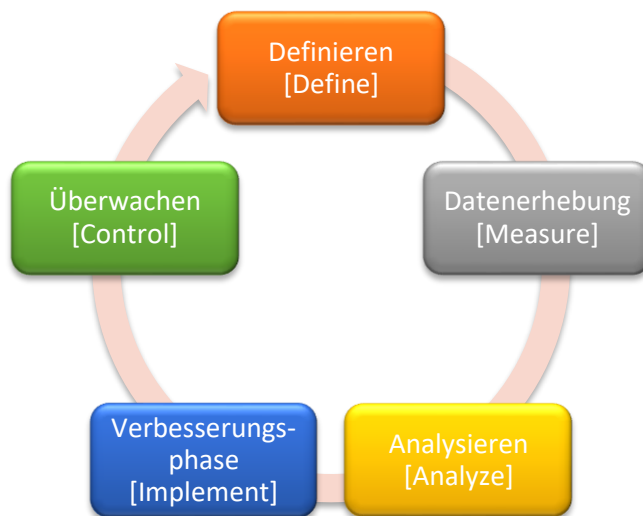 Definieren
[Define]
Datenerhebung
[Measure]
Analysieren
[Analyze]
Verbesserungs-
phase
[Implement]
Überwachen
[Control]